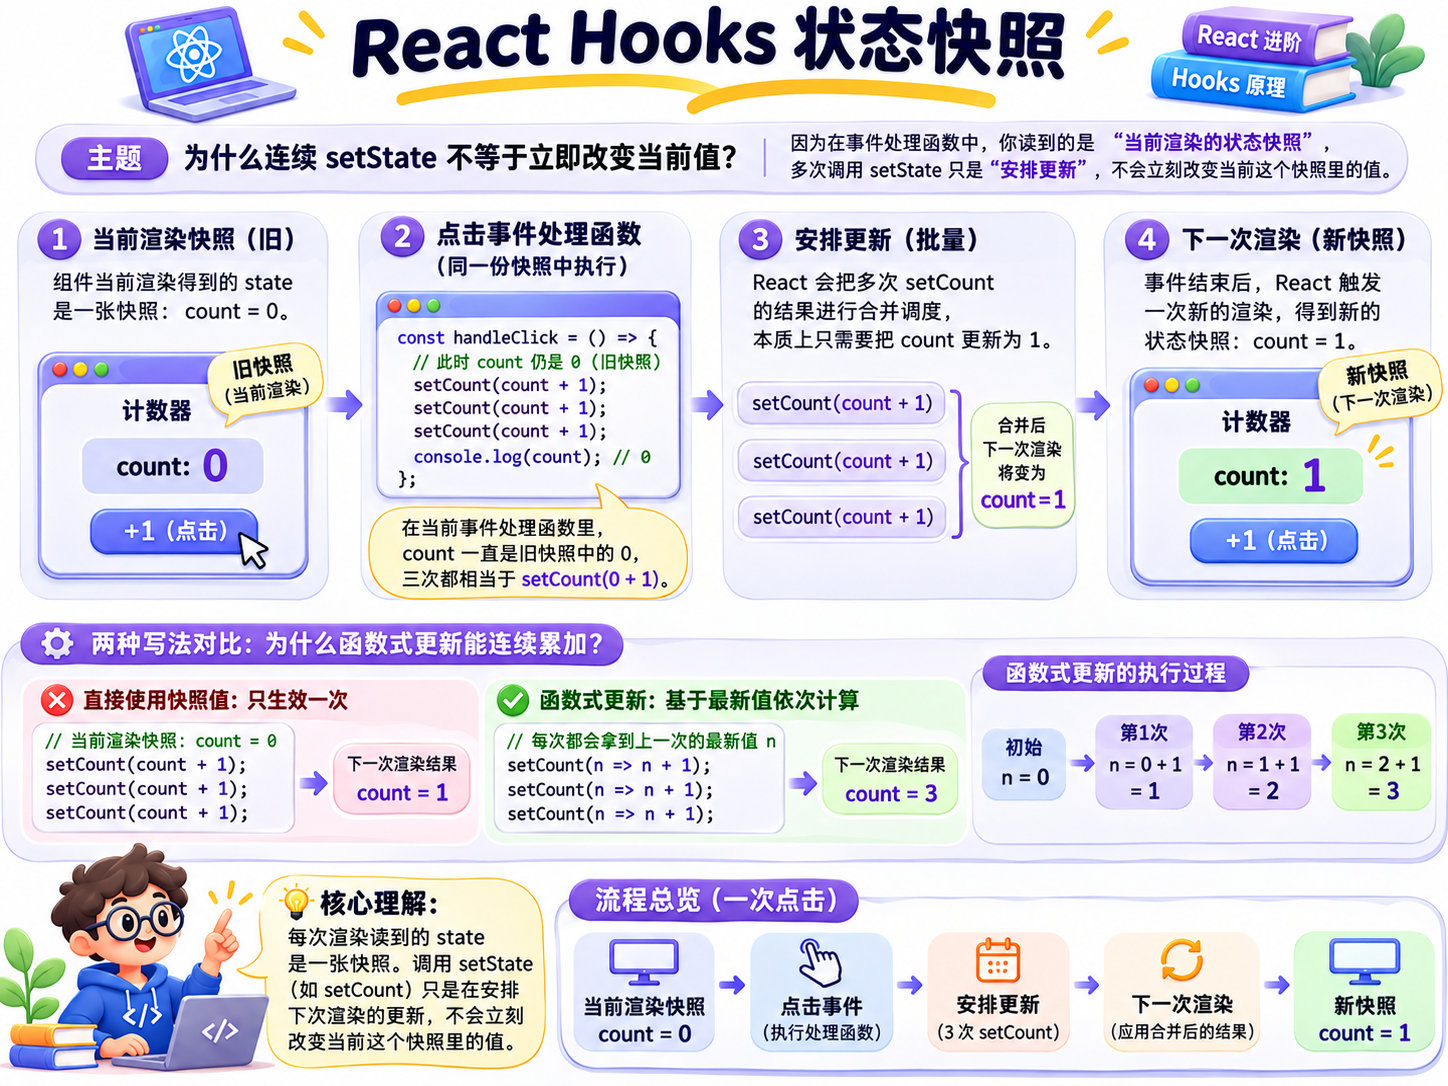 React Hooks 状态快照
React 进阶
Hooks 原理
主题
为什么连续 setState 不等于立即改变当前值？
因为在事件处理函数中，你读到的是 “当前渲染的状态快照”，
多次调用 setState 只是 “安排更新”，不会立刻改变当前这个快照里的值。
1 当前渲染快照（旧）
组件当前渲染得到的 state
是一张快照：count = 0。
旧快照
（当前渲染）
计数器
count: 0
+1（点击）
2 点击事件处理函数
（同一份快照中执行）
const handleClick = () => {
// 此时 count 仍是 0（旧快照）
setCount(count + 1);
setCount(count + 1);
setCount(count + 1);
console.log(count); // 0
};
在当前事件处理函数里，
count 一直是旧快照中的 0，
三次都相当于 setCount(0 + 1)。
3 安排更新（批量）
React 会把多次 setCount
的结果进行合并调度，
本质上只需要把 count 更新为 1。
setCount(count + 1)
setCount(count + 1)
setCount(count + 1)
合并后
下一次渲染
将变为
count = 1
4 下一次渲染（新快照）
事件结束后，React 触发
一次新的渲染，得到新的
状态快照：count = 1。
新快照
（下一次渲染）
计数器
count: 1
+1（点击）
两种写法对比：为什么函数式更新能连续累加？
直接使用快照值：只生效一次
// 当前渲染快照：count = 0
setCount(count + 1);
setCount(count + 1);
setCount(count + 1);
下一次渲染结果
count = 1
函数式更新：基于最新值依次计算
// 每次都会拿到上一次的最新值 n
setCount(n => n + 1);
setCount(n => n + 1);
setCount(n => n + 1);
下一次渲染结果
count = 3
函数式更新的执行过程
初始
n = 0
第1次
n = 0 + 1
= 1
第2次
n = 1 + 1
= 2
第3次
n = 2 + 1
= 3
</>
</>
核心理解：
每次渲染读到的 state
是一张快照。调用 setState
（如 setCount）只是在安排
下次渲染的更新，不会立刻
改变当前这个快照里的值。
流程总览（一次点击）
当前渲染快照
count = 0
点击事件
（执行处理函数）
安排更新
（3 次 setCount）
下一次渲染
（应用合并后的结果）
新快照
count = 1